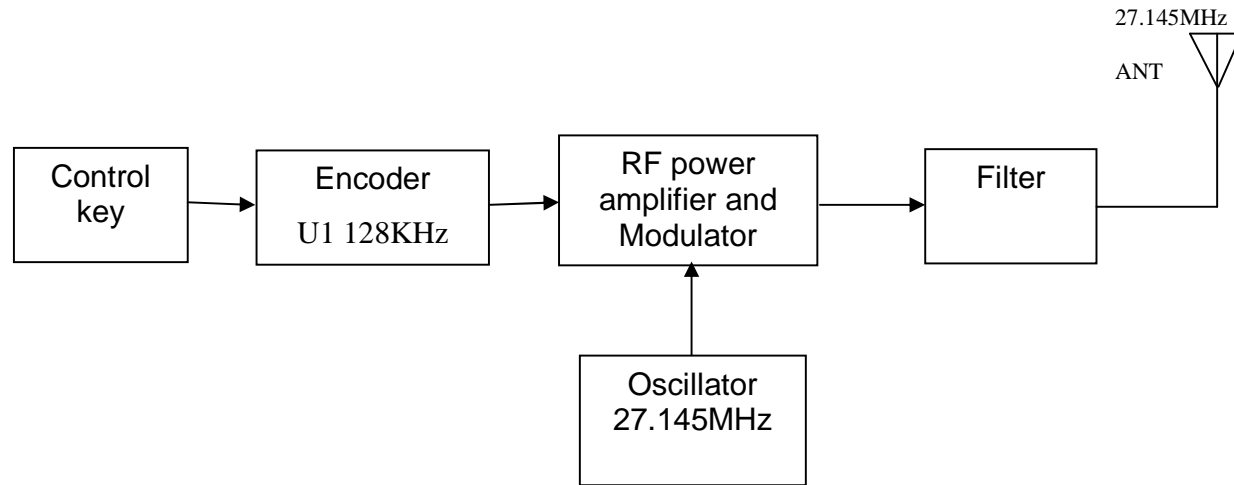 27.145MHz
ANT
Control
key
Encoder
U1 128KHz
RF power
amplifier and
Modulator
Filter
Oscillator
27.145MHz